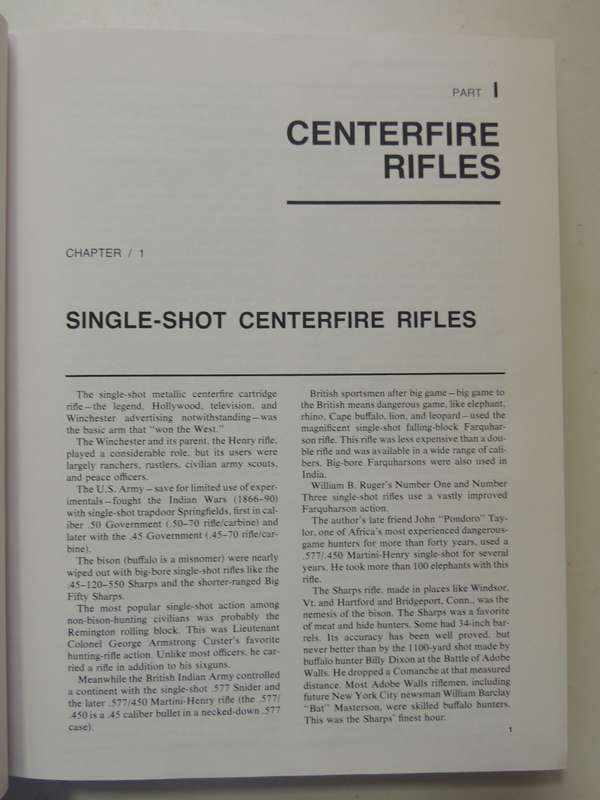 PART I
CENTERFIRE
RIFLES
CHAPTER / 1
SINGLE-SHOT CENTERFIRE RIFLES
The single-shot metallic centerfire cartridge
rifle—the legend, Hollywood, television, and
Winchester advertising notwithstanding—was
the basic arm that "won the West."
The Winchester and its parent, the Henry rifle,
played a considerable role, but its users were
largely ranchers, rustlers, civilian army scouts,
and peace officers.
The U.S. Army—save for limited use of exper-
imentals—fought the Indian Wars (1866-90)
with single-shot trapdoor Springfields, first in cal-
iber .50 Government (.50-70 rifle/carbine) and
later with the .45 Government (.45-70 rifle/car-
bine).
The bison (buffalo is a misnomer) were nearly
wiped out with big-bore single-shot rifles like the
.45-120-550 Sharps and the shorter-ranged Big
Fifty Sharps.
The most popular single-shot action among
non-bison-hunting civilians was probably the
Remington rolling block. This was Lieutenant
Colonel George Armstrong Custer's favorite
hunting-rifle action. Unlike most officers, he car-
ried a rifle in addition to his sixguns.
Meanwhile the British Indian Army controlled
a continent with the single-shot .577 Snider and
the later .577/450 Martini-Henry rifle (the .577/
.450 is a .45 caliber bullet in a necked-down .577
case).
British sportsmen after big game—big game to
the British means dangerous game, like elephant,
rhino, Cape buffalo, lion, and leopard—used the
magnificent single-shot falling-block Farquhar-
son rifle. This rifle was less expensive than a dou-
ble rifle and was available in a wide range of cali-
bers. Big-bore Farquharsons were also used in
India.
William B. Ruger's Number One and Number
Three single-shot rifles use a vastly improved
Farquharson action.
The author's late friend John "Pondoro" Tay-
lor, one of Africa's most experienced dangerous-
game hunters for more than forty years, used a
.577/.450 Martini-Henry single-shot for several
years. He took more than 100 elephants with this
rifle.
The Sharps rifle, made in places like Windsor,
Vt. and Hartford and Bridgeport, Conn., was the
nemesis of the bison. The Sharps was a favorite
of meat and hide hunters. Some had 34-inch bar-
rels. Its accuracy has been well proved, but
never better than by the 1100-yard shot made by
buffalo hunter Billy Dixon at the Battle of Adobe
Walls. He dropped a Comanche at that measured
distance. Most Adobe Walls riflemen, including
future New York City newsman William Barclay
"Bat" Masterson, were skilled buffalo hunters.
This was the Sharps' finest hour.
1